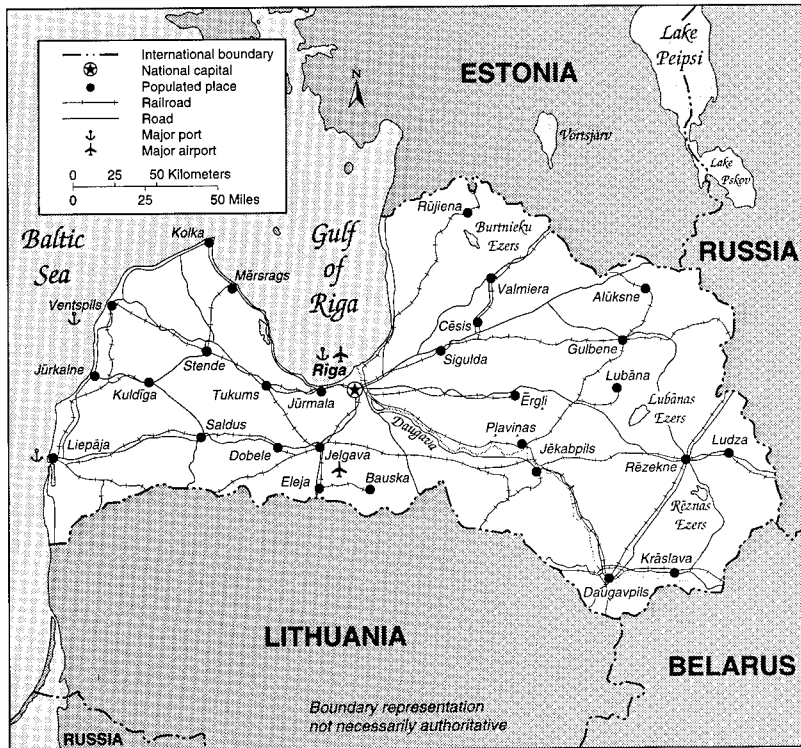 International boundary
National capital
Populated place
Railroad
Road
Major port
Major airport
0 25 50 Kilometers
0 25 50 Miles
N
ESTONIA
Lake
Peipsi
Võrtsjärv
Lake
Pskov
RUSSIA
Baltic
Sea
Gulf
of
Riga
Kolka
Rūjiena
Burtnieku
Ezers
Mērsrags
Valmiera
Alūksne
Ventspils
Cēsis
Stende
Sigulda
Gulbene
Riga
Jūrkalne
Kuldīga
Tukums
Jūrmala
Ērgļi
Lubāna
Lubānas
Ezers
Daugava
Saldus
Pļaviņas
Liepāja
Dobele
Jelgava
Jēkabpils
Rēzekne
Ludza
Eleja
Bauska
Rēznas
Ezers
Krāslava
Daugavpils
LITHUANIA
BELARUS
Boundary representation
not necessarily authoritative
RUSSIA